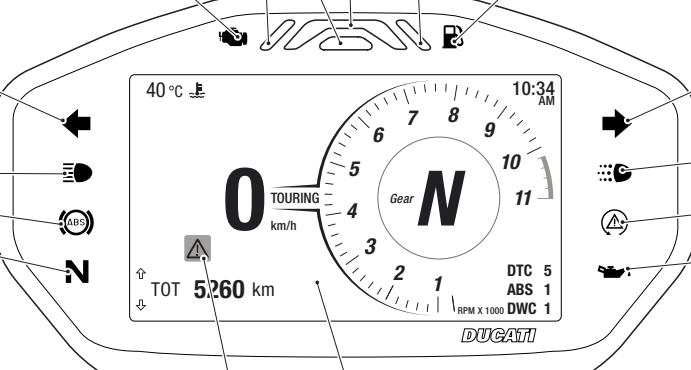 40 °C
10:34
AM
6 7 8 9
5 10
4 11
3 2 1
0
TOURING
km/h
Gear N
ABS
N
TOT 5260 km
RPM X 1000
DTC 5
ABS 1
DWC 1
DUCATI